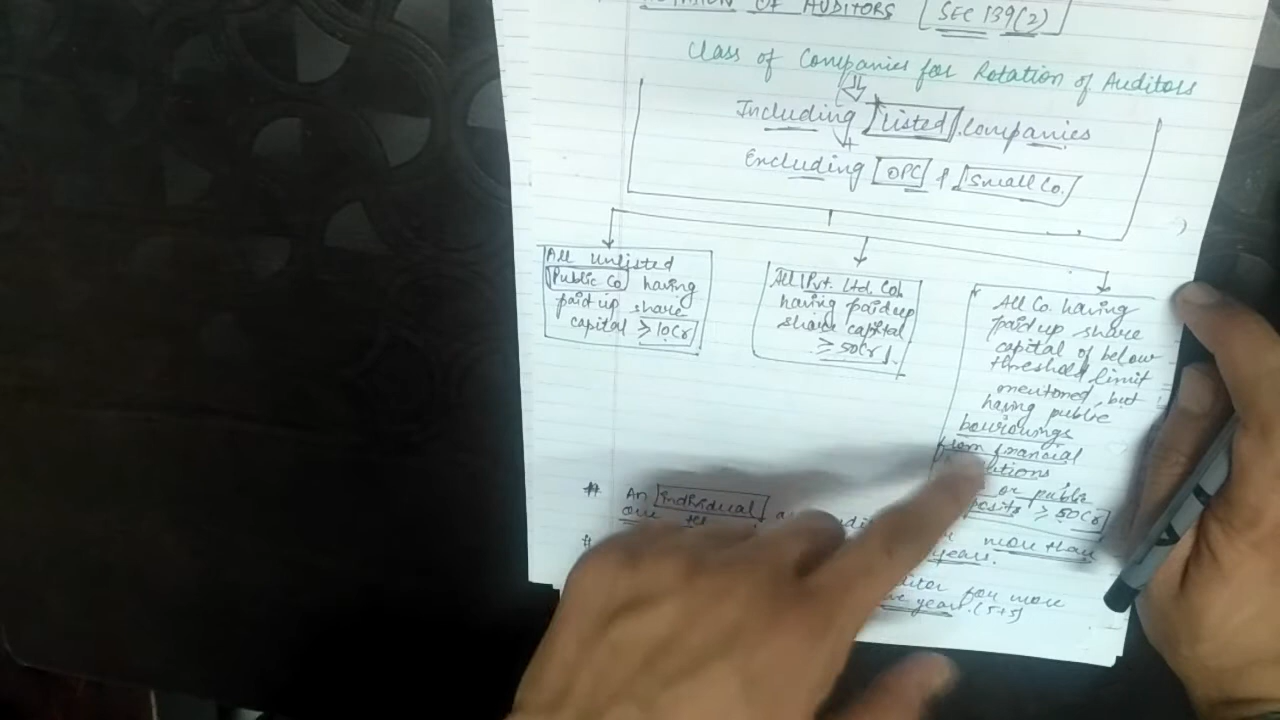 OF AUDITORS [SEC 139(2)]
Class of Companies for Rotation of Auditors
Including listed Companies
Excluding OPC & Small Co.
All Unlisted
Public Co having
paid up share
capital ≥ 10Cr
All Pvt. Ltd. Co.
having paid up
share capital
≥ 50Cr.
All Co. having
paid up share
capital of below
threshold limit
mentioned, but
having public
borrowings
from financial
or public
≥ 50Cr
# An individual
one
more than
years.
for more
year. (5+5)
#